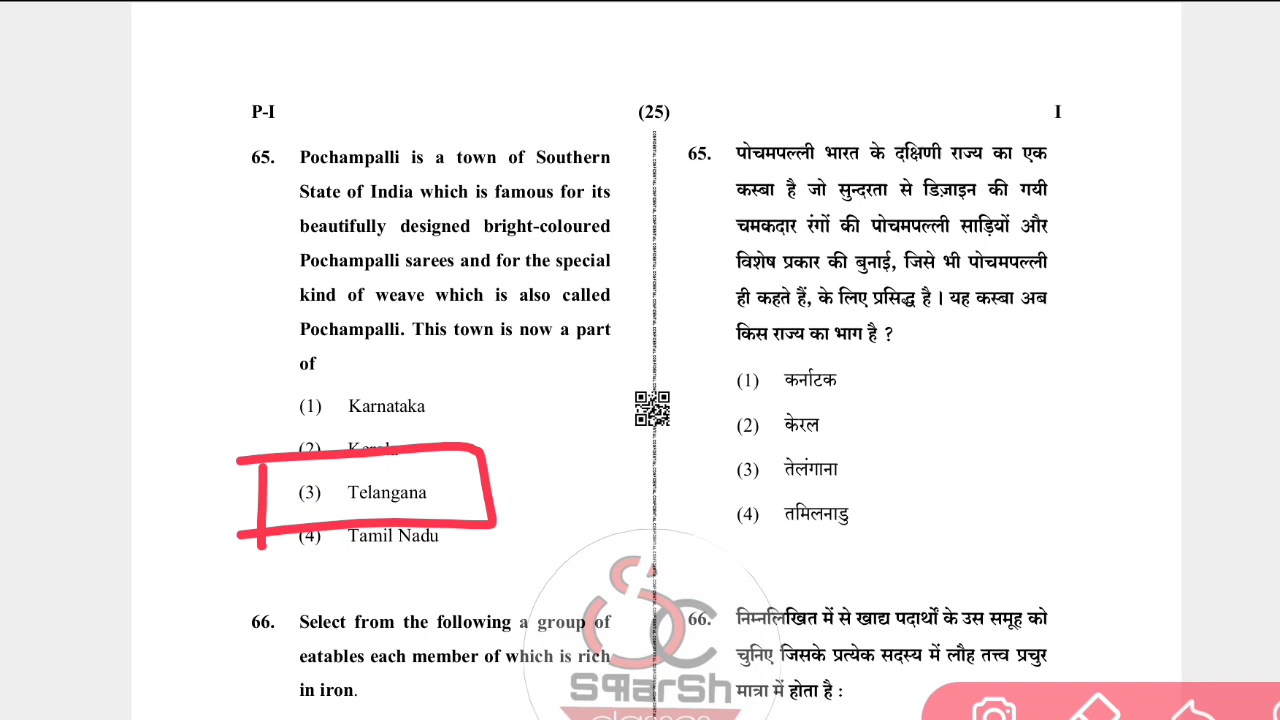 P-I
(25)
I
65. Pochampalli is a town of Southern
State of India which is famous for its
beautifully designed bright-coloured
Pochampalli sarees and for the special
kind of weave which is also called
Pochampalli. This town is now a part
of
(1) Karnataka
(2) Kerala
(3) Telangana
(4) Tamil Nadu
66. Select from the following a group of
eatables each member of which is rich
in iron.
65. पोचमपल्ली भारत के दक्षिणी राज्य का एक
कस्बा है जो सुन्दरता से डिज़ाइन की गयी
चमकदार रंगों की पोचमपल्ली साड़ियों और
विशेष प्रकार की बुनाई, जिसे भी पोचमपल्ली
ही कहते हैं, के लिए प्रसिद्ध है । यह कस्बा अब
किस राज्य का भाग है ?
(1) कर्नाटक
(2) केरल
(3) तेलंगाना
(4) तमिलनाडु
66. निम्नलिखित में से खाद्य पदार्थों के उस समूह को
चुनिए जिसके प्रत्येक सदस्य में लौह तत्त्व प्रचुर
मात्रा में होता है :